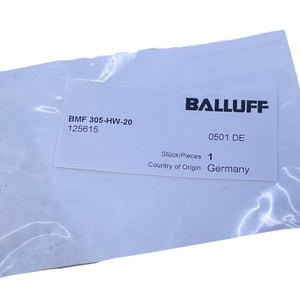 BALLUFF
BMF 305-HW-20
125615
0501 DE
Stück/Pieces 1
Country of Origin Germany